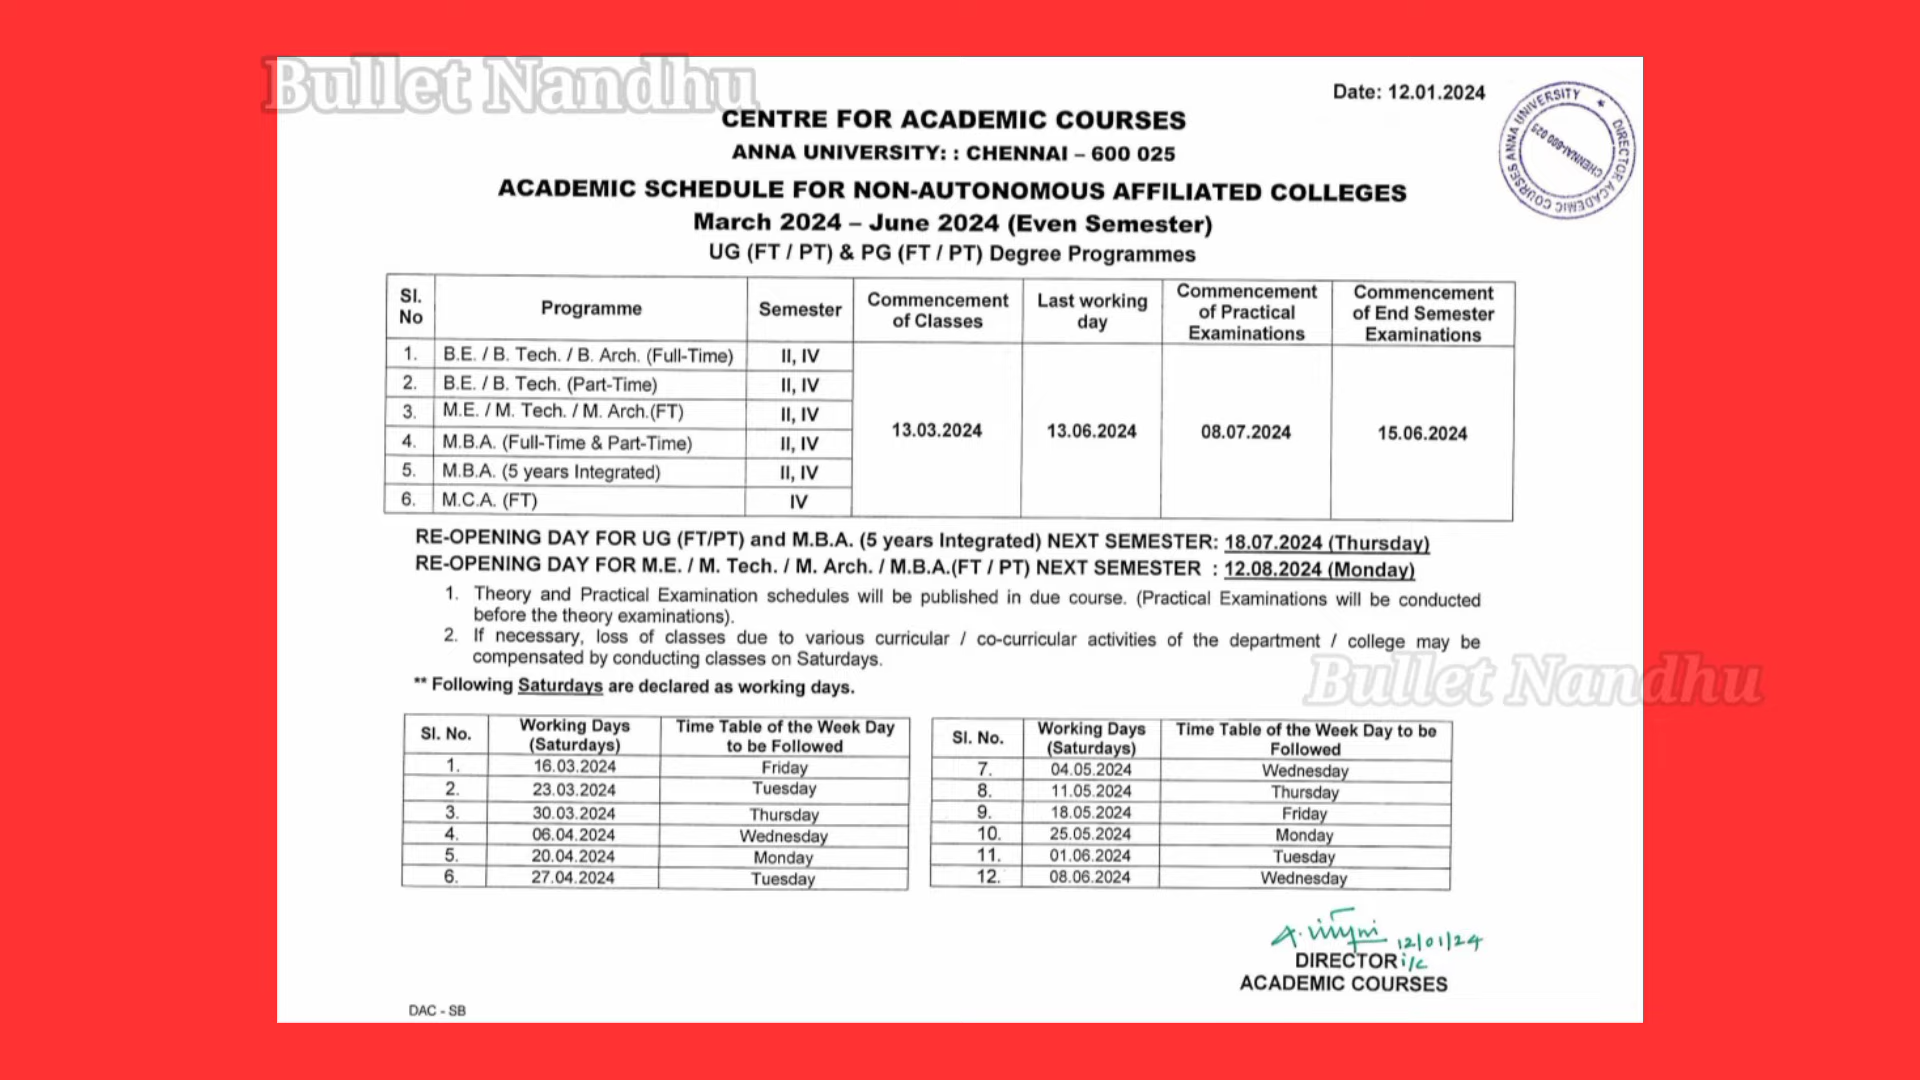 Bullet Nandhu
Date: 12.01.2024
CENTRE FOR ACADEMIC COURSES
ANNA UNIVERSITY: : CHENNAI – 600 025
DIRECTOR ACADEMIC COURSES ANNA UNIVERSITY ★
CHENNAI-600 025
ACADEMIC SCHEDULE FOR NON-AUTONOMOUS AFFILIATED COLLEGES
March 2024 – June 2024 (Even Semester)
UG (FT / PT) & PG (FT / PT) Degree Programmes
Sl. No Programme Semester Commencement of Classes Last working day Commencement of Practical Examinations Commencement of End Semester Examinations
1. B.E. / B. Tech. / B. Arch. (Full-Time) II, IV
2. B.E. / B. Tech. (Part-Time) II, IV
3. M.E. / M. Tech. / M. Arch.(FT) II, IV
13.03.2024 13.06.2024 08.07.2024 15.06.2024
4. M.B.A. (Full-Time & Part-Time) II, IV
5. M.B.A. (5 years Integrated) II, IV
6. M.C.A. (FT) IV
RE-OPENING DAY FOR UG (FT/PT) and M.B.A. (5 years Integrated) NEXT SEMESTER: 18.07.2024 (Thursday)
RE-OPENING DAY FOR M.E. / M. Tech. / M. Arch. / M.B.A.(FT / PT) NEXT SEMESTER : 12.08.2024 (Monday)
1. Theory and Practical Examination schedules will be published in due course. (Practical Examinations will be conducted
before the theory examinations).
2. If necessary, loss of classes due to various curricular / co-curricular activities of the department / college may be
compensated by conducting classes on Saturdays.
Bullet Nandhu
** Following Saturdays are declared as working days.
Sl. No. Working Days (Saturdays) Time Table of the Week Day to be Followed
1. 16.03.2024 Friday
2. 23.03.2024 Tuesday
3. 30.03.2024 Thursday
4. 06.04.2024 Wednesday
5. 20.04.2024 Monday
6. 27.04.2024 Tuesday
Sl. No. Working Days (Saturdays) Time Table of the Week Day to be Followed
7. 04.05.2024 Wednesday
8. 11.05.2024 Thursday
9. 18.05.2024 Friday
10. 25.05.2024 Monday
11. 01.06.2024 Tuesday
12. 08.06.2024 Wednesday
12/01/24
DIRECTOR i/c
ACADEMIC COURSES
DAC - SB